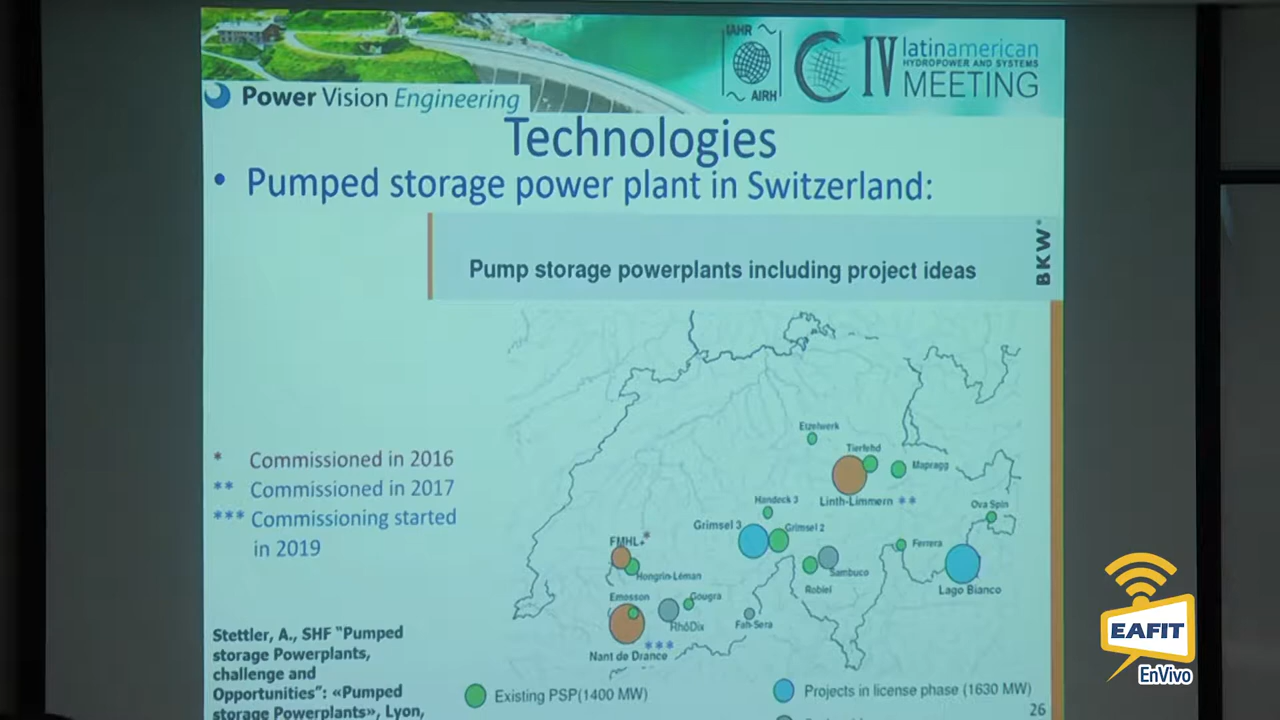 IAHR
AIRH
IV
latinamerican
HYDROPOWER AND SYSTEMS
MEETING
Power Vision Engineering
Technologies
• Pumped storage power plant in Switzerland:
BKW
Pump storage powerplants including project ideas
Etzelwerk
Tierfehd
Mapragg
Linth-Limmern **
Handeck 3
Ova Spin
Grimsel 3
Grimsel 2
FMHL+*
Ferrera
Hongrin-Léman
Sambuco
Robiei
Lago Bianco
Emosson
Gougra
RhôDix
Fah-Sera
Nant de Drance ***
* Commissioned in 2016
** Commissioned in 2017
*** Commissioning started
in 2019
Stettler, A., SHF "Pumped
storage Powerplants,
challenge and
Opportunities": «Pumped
storage Powerplants», Lyon,
Existing PSP(1400 MW)
Projects in license phase (1630 MW)
26
EAFIT
EnVivo